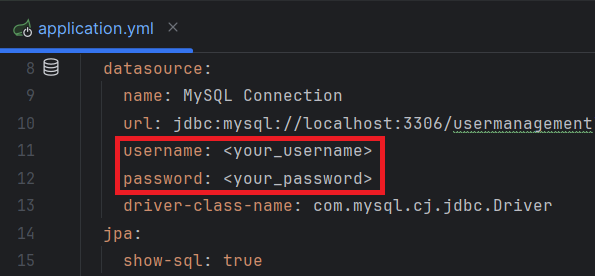 application.yml
8 datasource:
9 name: MySQL Connection
10 url: jdbc:mysql://localhost:3306/usermanagement
11 username: <your_username>
12 password: <your_password>
13 driver-class-name: com.mysql.cj.jdbc.Driver
14 jpa:
15 show-sql: true